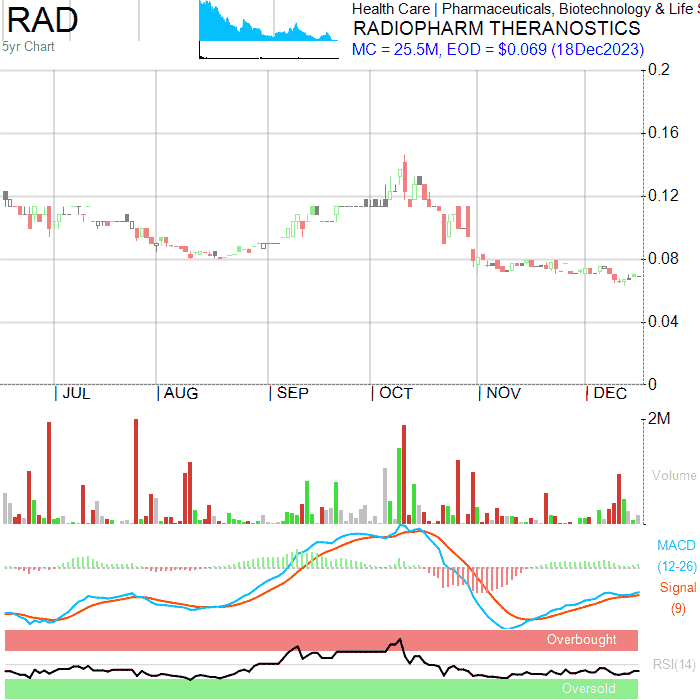 RAD
5yr Chart
Health Care | Pharmaceuticals, Biotechnology & Life S
RADIOPHARM THERANOSTICS
MC = 25.5M, EOD = $0.069 (18Dec2023)
0.2
0.16
0.12
0.08
0.04
0
| JUL | AUG | SEP | OCT | NOV | DEC
2M
Volume
MACD
(12-26)
Signal
(9)
Overbought
RSI(14)
Oversold